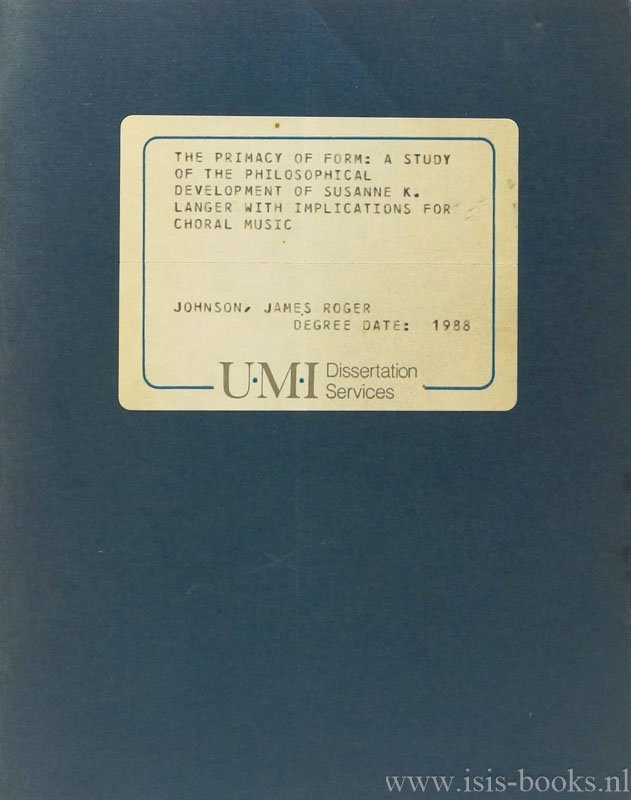 THE PRIMACY OF FORM: A STUDY
OF THE PHILOSOPHICAL
DEVELOPMENT OF SUSANNE K.
LANGER WITH IMPLICATIONS FOR
CHORAL MUSIC
JOHNSON, JAMES ROGER
DEGREE DATE: 1988
U·M·I Dissertation
Services
www.isis-books.nl